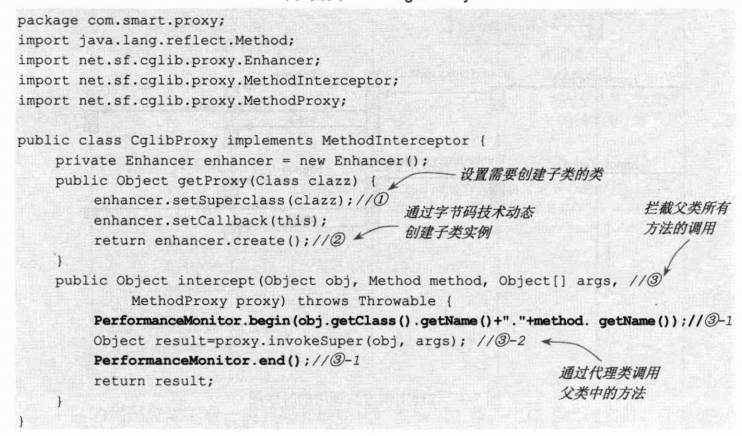 package com.smart.proxy;
import java.lang.reflect.Method;
import net.sf.cglib.proxy.Enhancer;
import net.sf.cglib.proxy.MethodInterceptor;
import net.sf.cglib.proxy.MethodProxy;
public class CglibProxy implements MethodInterceptor {
private Enhancer enhancer = new Enhancer();
public Object getProxy(Class clazz) {
设置需要创建子类的类
enhancer.setSuperclass(clazz);//①
enhancer.setCallback(this);
return enhancer.create();//②
通过字节码技术动态
创建子类实例
}
拦截父类所有
方法的调用
public Object intercept(Object obj, Method method, Object[] args, //③
MethodProxy proxy) throws Throwable {
PerformanceMonitor.begin(obj.getClass().getName()+"."+method. getName());//③-1
Object result=proxy.invokeSuper(obj, args); //③-2
PerformanceMonitor.end();//③-1
通过代理类调用
父类中的方法
return result;
}
}